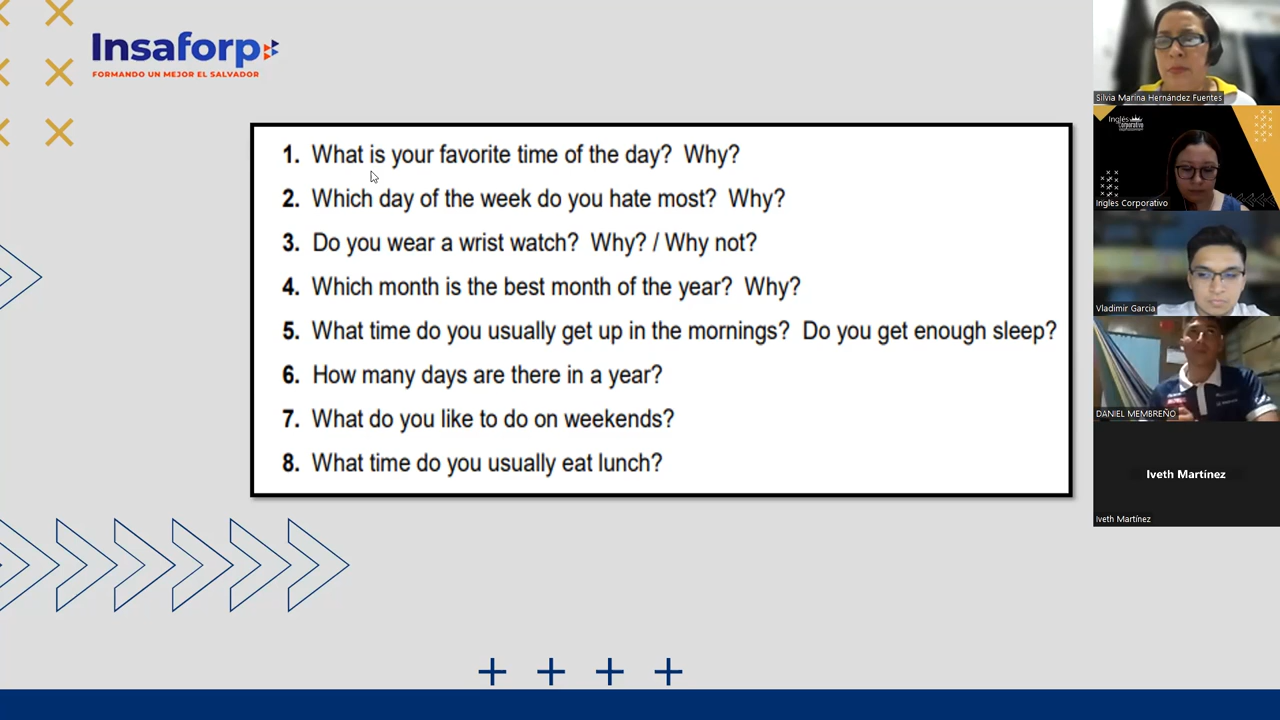 Insaforp
FORMANDO UN MEJOR EL SALVADOR
1. What is your favorite time of the day? Why?
2. Which day of the week do you hate most? Why?
3. Do you wear a wrist watch? Why? / Why not?
4. Which month is the best month of the year? Why?
5. What time do you usually get up in the mornings? Do you get enough sleep?
6. How many days are there in a year?
7. What do you like to do on weekends?
8. What time do you usually eat lunch?
Silvia Marina Hernández Fuentes
Inglés
Corporativo
Ingles Corporativo
Vladimir Garcia
DANIEL MEMBREÑO
Iveth Martínez
Iveth Martínez